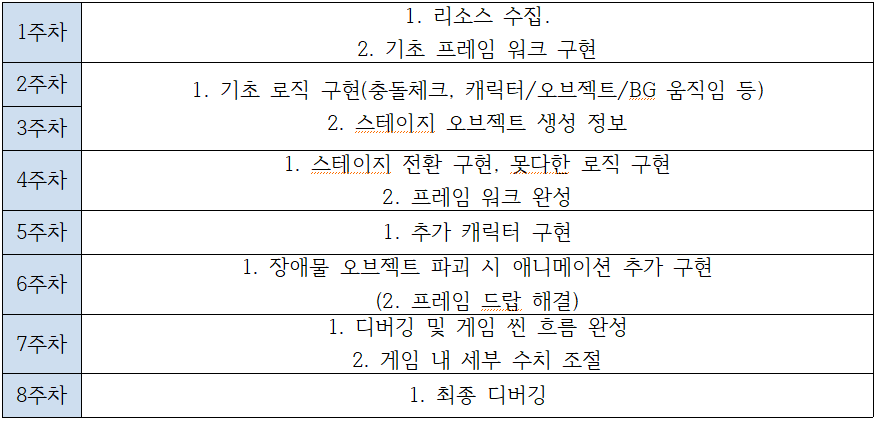 1주차
1. 리소스 수집.
2. 기초 프레임 워크 구현
2주차
3주차
1. 기초 로직 구현(충돌체크, 캐릭터/오브젝트/BG 움직임 등)
2. 스테이지 오브젝트 생성 정보
4주차
1. 스테이지 전환 구현, 못다한 로직 구현
2. 프레임 워크 완성
5주차
1. 추가 캐릭터 구현
6주차
1. 장애물 오브젝트 파괴 시 애니메이션 추가 구현
(2. 프레임 드랍 해결)
7주차
1. 디버깅 및 게임 씬 흐름 완성
2. 게임 내 세부 수치 조절
8주차
1. 최종 디버깅